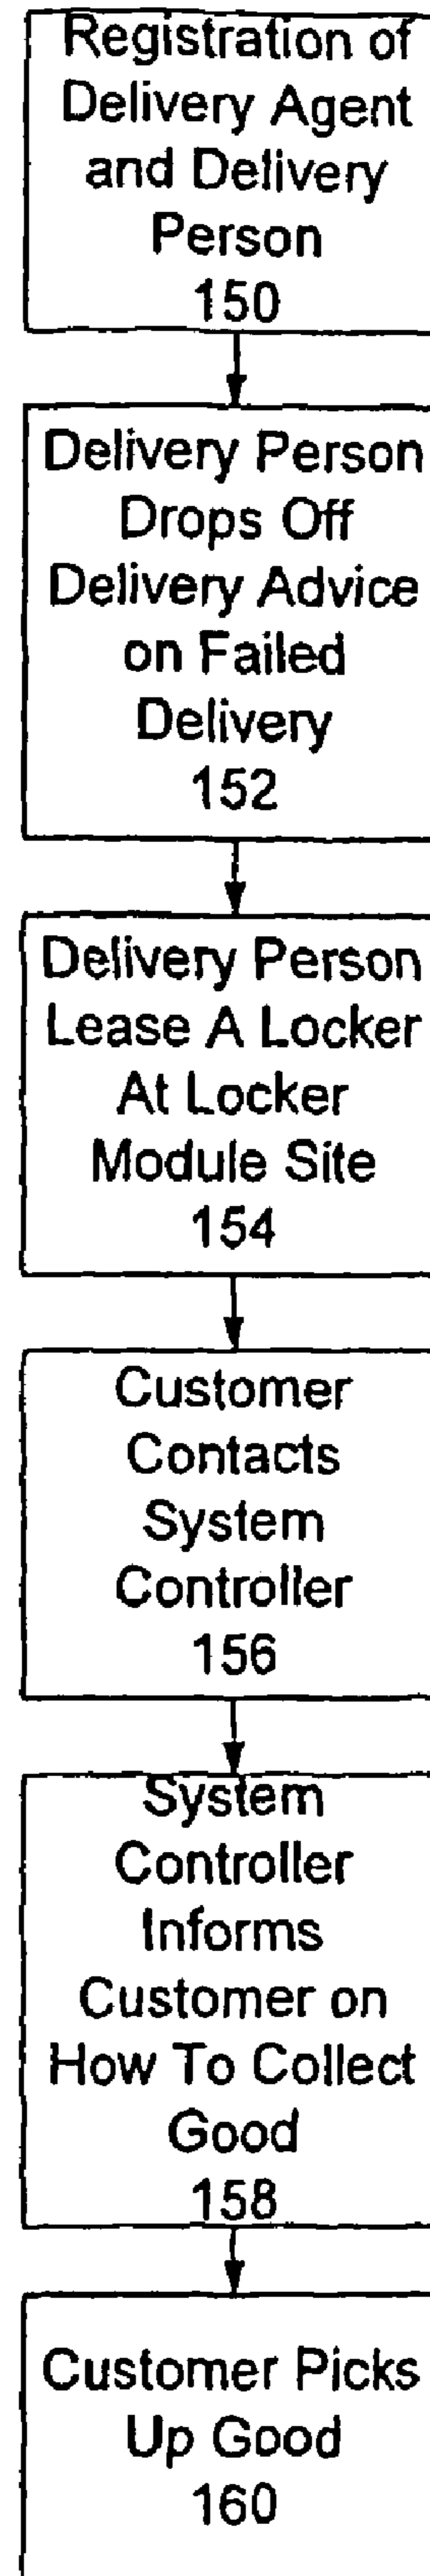 Registration of
Delivery Agent
and Delivery
Person
150
Delivery Person
Drops Off
Delivery Advice
on Failed
Delivery
152
Delivery Person
Lease A Locker
At Locker
Module Site
154
Customer
Contacts
System
Controller
156
System
Controller
Informs
Customer on
How To Collect
Good
158
Customer Picks
Up Good
160